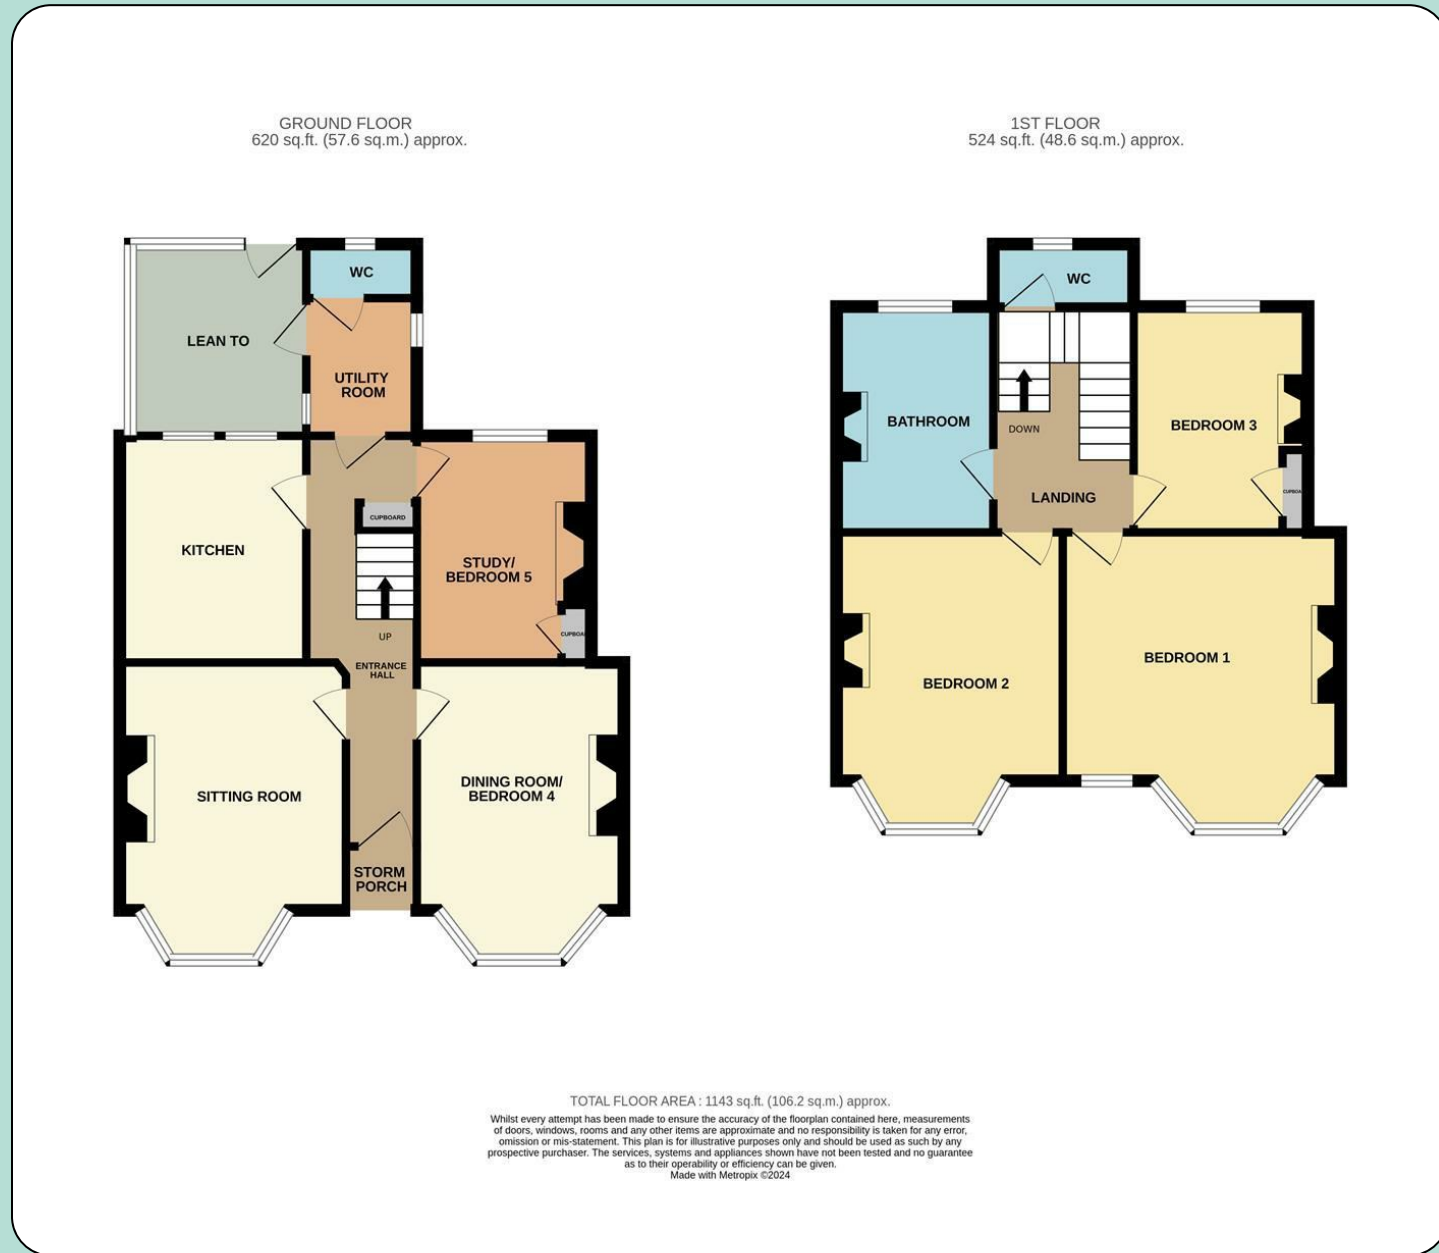 GROUND FLOOR
620 sq.ft. (57.6 sq.m.) approx.
WC
LEAN TO
UTILITY
ROOM
CUPBOARD
KITCHEN
STUDY/
BEDROOM 5
CUPBOA
UP
ENTRANCE
HALL
SITTING ROOM
DINING ROOM/
BEDROOM 4
STORM
PORCH
1ST FLOOR
524 sq.ft. (48.6 sq.m.) approx.
WC
BATHROOM
DOWN
BEDROOM 3
CUPBOA
LANDING
BEDROOM 2
BEDROOM 1
TOTAL FLOOR AREA : 1143 sq.ft. (106.2 sq.m.) approx.
Whilst every attempt has been made to ensure the accuracy of the floorplan contained here, measurements
of doors, windows, rooms and any other items are approximate and no responsibility is taken for any error,
omission or mis-statement. This plan is for illustrative purposes only and should be used as such by any
prospective purchaser. The services, systems and appliances shown have not been tested and no guarantee
as to their operability or efficiency can be given.
Made with Metropix ©2024